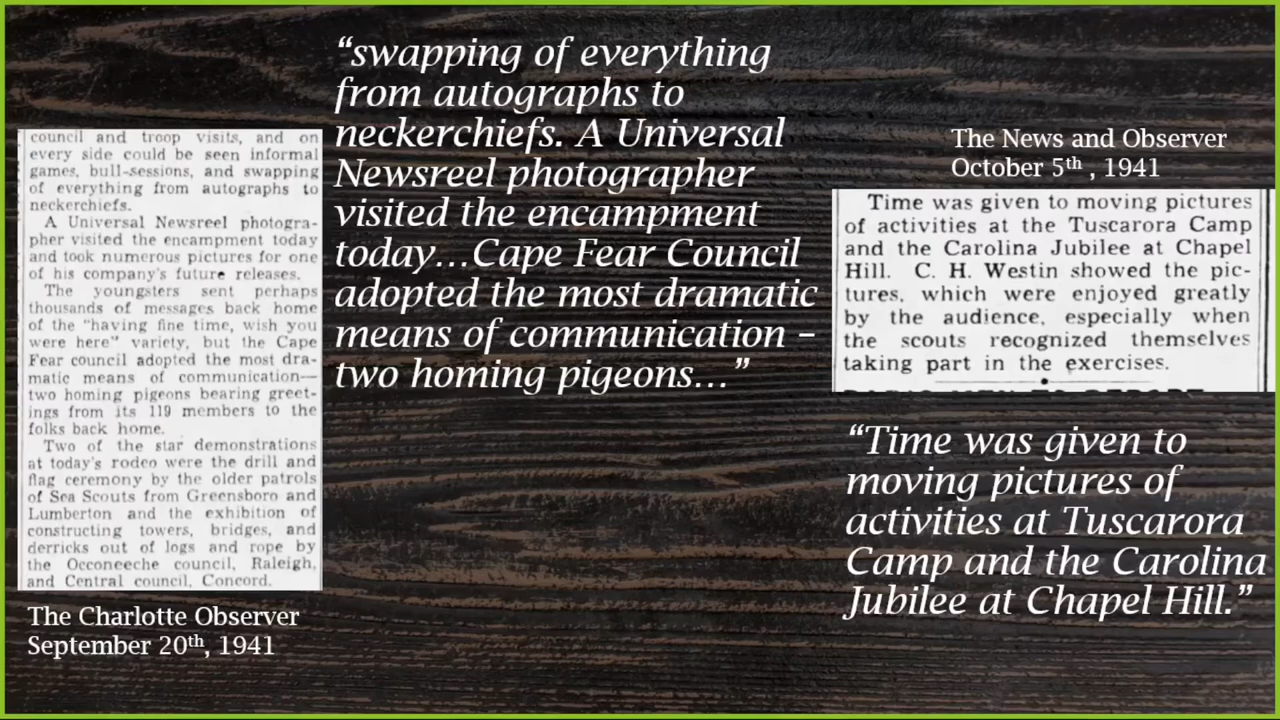 council and troop visits, and on
every side could be seen informal
games, bull-sessions, and swapping
of everything from autographs to
neckerchiefs.
A Universal Newsreel photogra-
pher visited the encampment today
and took numerous pictures for one
of his company's future releases.
The youngsters sent perhaps
thousands of messages back home
of the "having fine time, wish you
were here" variety, but the Cape
Fear council adopted the most dra-
matic means of communication—
two homing pigeons bearing greet-
ings from its 119 members to the
folks back home.
Two of the star demonstrations
at today's rodeo were the drill and
flag ceremony by the older patrols
of Sea Scouts from Greensboro and
Lumberton and the exhibition of
constructing towers, bridges, and
derricks out of logs and rope by
the Occoneeche council, Raleigh,
and Central council, Concord.
The Charlotte Observer
September 20th, 1941
“swapping of everything
from autographs to
neckerchiefs. A Universal
Newsreel photographer
visited the encampment
today…Cape Fear Council
adopted the most dramatic
means of communication –
two homing pigeons…”
The News and Observer
October 5th , 1941
Time was given to moving pictures
of activities at the Tuscarora Camp
and the Carolina Jubilee at Chapel
Hill. C. H. Westin showed the pic-
tures, which were enjoyed greatly
by the audience, especially when
the scouts recognized themselves
taking part in the exercises.
“Time was given to
moving pictures of
activities at Tuscarora
Camp and the Carolina
Jubilee at Chapel Hill.”